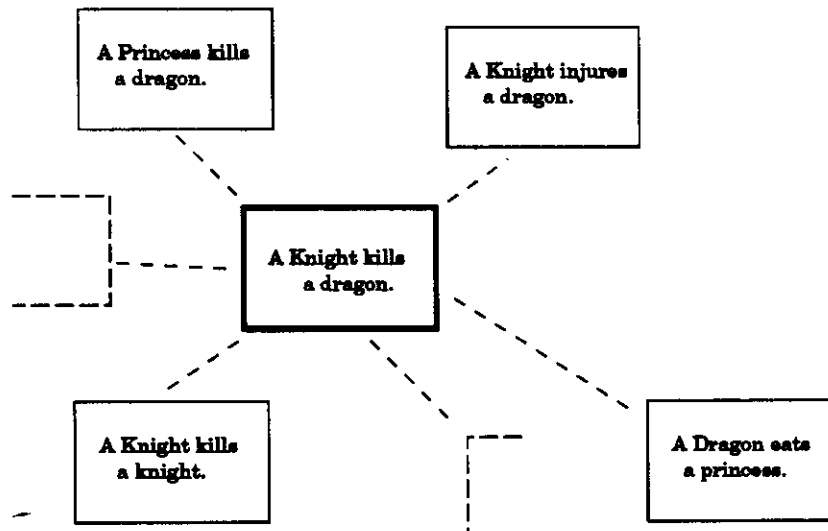 A Princess kills
a dragon.
A Knight injures
a dragon.
A Knight kills
a dragon.
A Knight kills
a knight.
A Dragon eats
a princess.